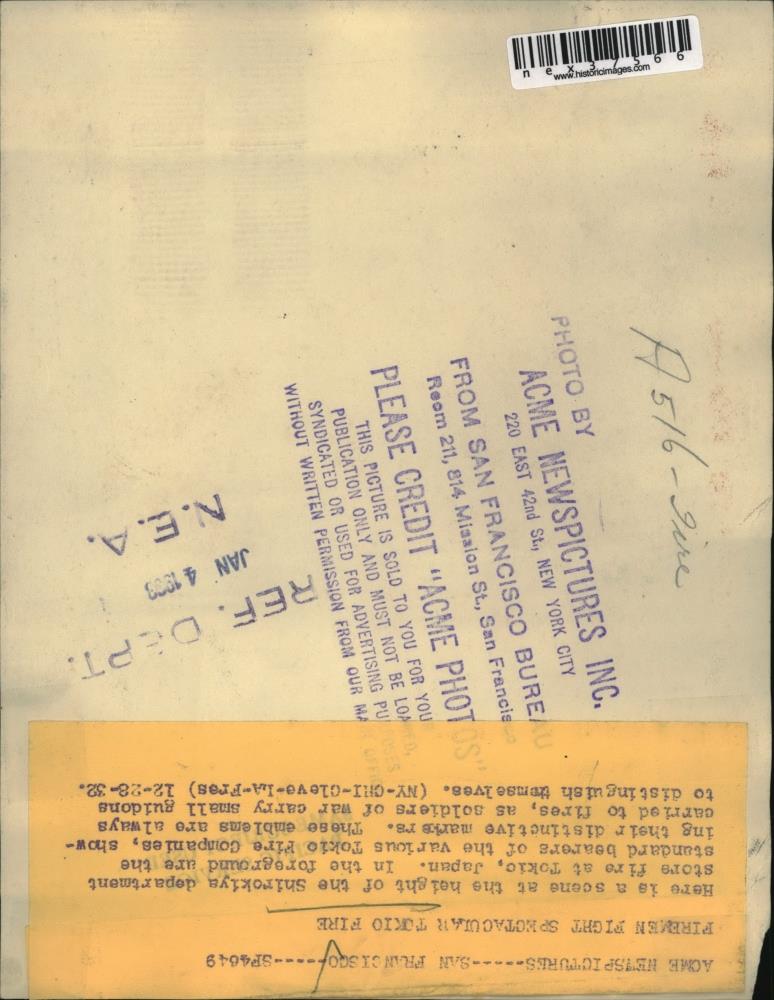 nex37566
www.historicimages.com
A 516 - Fire
PHOTO BY
ACME NEWSPICTURES INC.
220 EAST 42nd St., NEW YORK CITY
FROM SAN FRANCISCO BUREAU
Room 211, 814 Mission St., San Francisco
PLEASE CREDIT "ACME PHOTOS"
THIS PICTURE IS SOLD TO YOU FOR YOU
PUBLICATION ONLY AND MUST NOT BE LOANED,
SYNDICATED OR USED FOR ADVERTISING PURPOSES
WITHOUT WRITTEN PERMISSION FROM OUR
N.E.A.
JAN 4 1933
REF. DEPT.
ACME NEWSPICTURES------SAN FRANCISCO------SP4649
FIREMEN FIGHT SPECTACULAR TOKIO FIRE
Here is a scene at the height of the Shirokiya department
store fire at Tokio, Japan. In the foreground are the
standard bearers of the various Tokio Fire Companies, show-
ing their distinctive markers. These emblems are always
carried to fires, as soldiers of war carry small guidons
to distinguish themselves. (NY-CHI-Cleve-LA-Fres) 12-28-32.